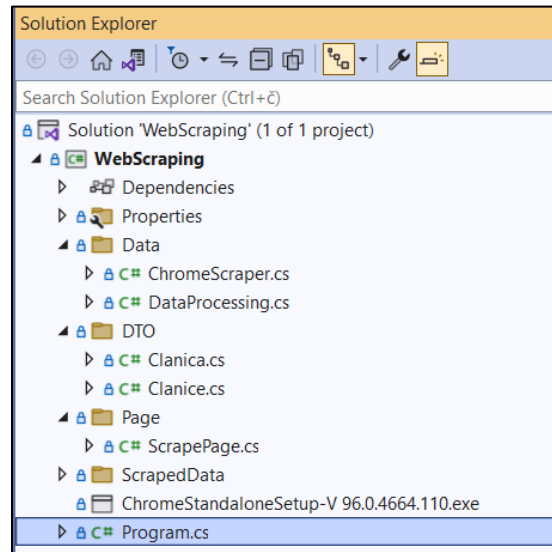 Solution Explorer
Search Solution Explorer (Ctrl+č)
Solution 'WebScraping' (1 of 1 project)
C# WebScraping
Dependencies
Properties
Data
C# ChromeScraper.cs
C# DataProcessing.cs
DTO
C# Clanica.cs
C# Clanice.cs
Page
C# ScrapePage.cs
ScrapedData
ChromeStandaloneSetup-V 96.0.4664.110.exe
C# Program.cs